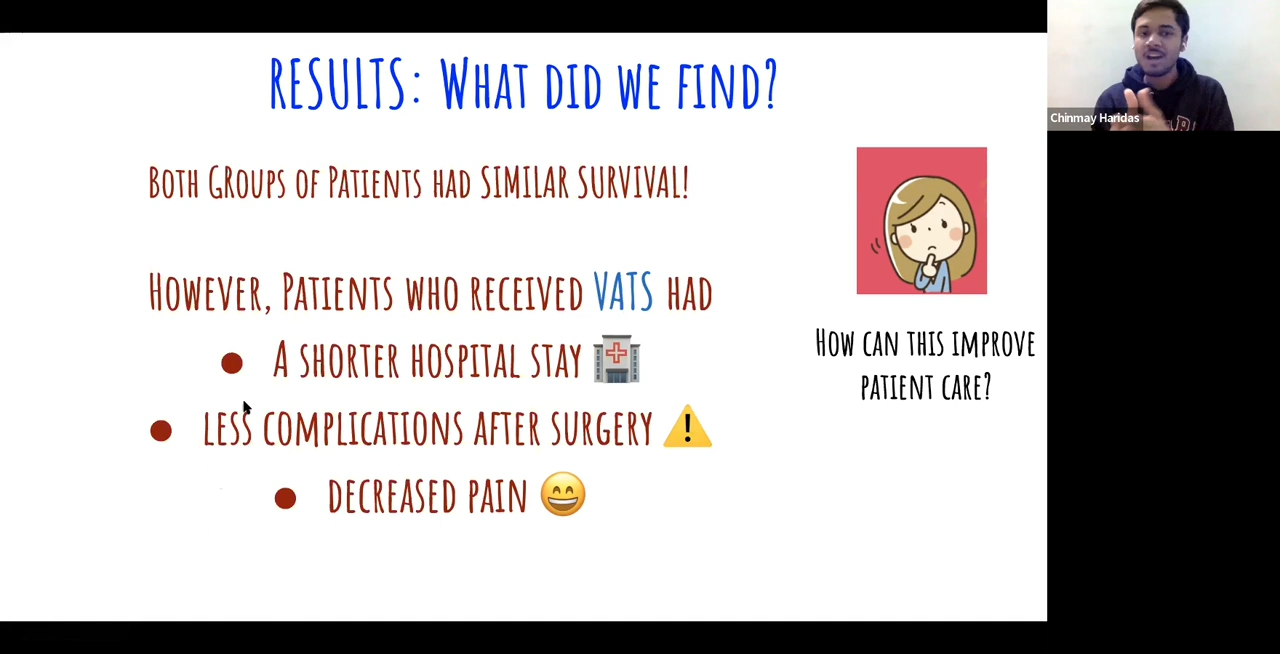 RESULTS: WHAT DID WE FIND?
Chinmay Haridas
BOTH GROUPS OF PATIENTS HAD SIMILAR SURVIVAL!
HOWEVER, PATIENTS WHO RECEIVED VATS HAD
● A SHORTER HOSPITAL STAY
● LESS COMPLICATIONS AFTER SURGERY
● DECREASED PAIN
HOW CAN THIS IMPROVE
PATIENT CARE?